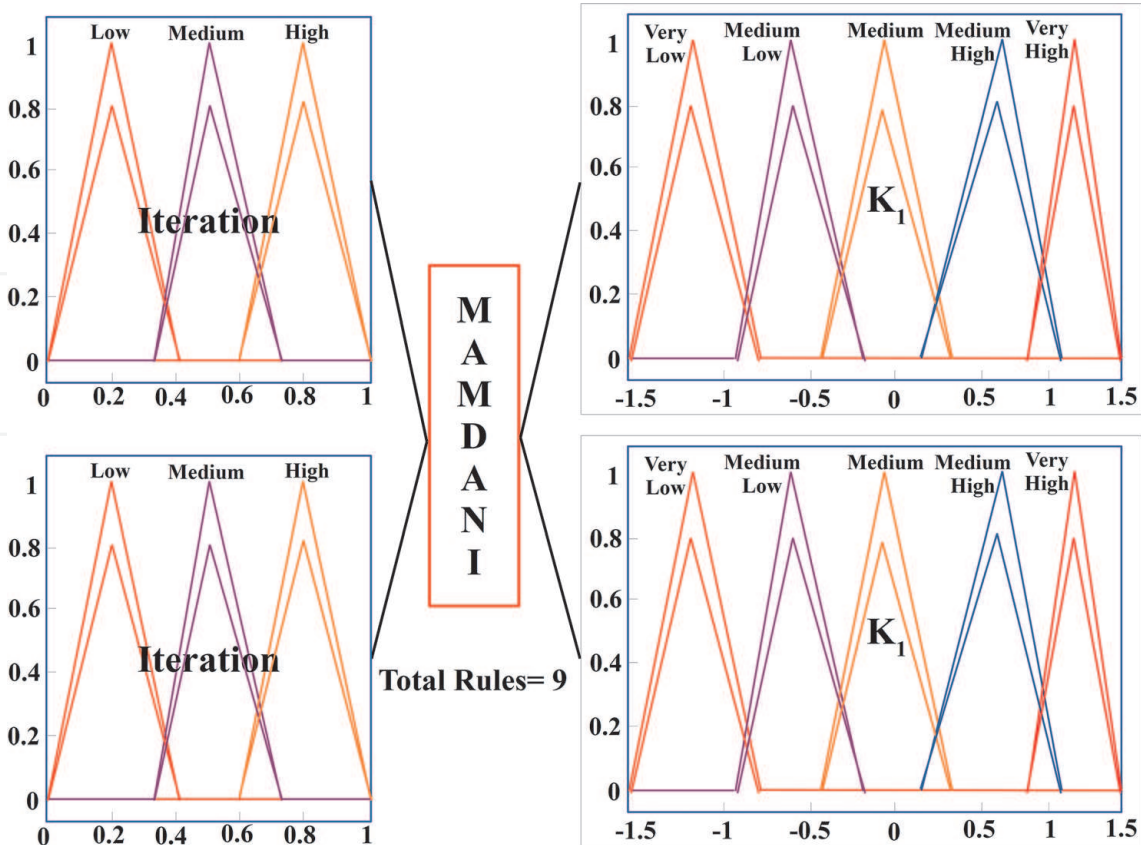 Low Medium High
1
0.8
0.6
0.4
0.2
0
Iteration
0 0.2 0.4 0.6 0.8 1
Very Low
Medium Low
Medium
Medium High
Very High
1
0.8
0.6
0.4
0.2
0
K1
-1.5 -1 -0.5 0 0.5 1 1.5
M
A
M
D
A
N
I
Total Rules= 9
Low Medium High
1
0.8
0.6
0.4
0.2
0
Iteration
0 0.2 0.4 0.6 0.8 1
Very Low
Medium Low
Medium
Medium High
Very High
1
0.8
0.6
0.4
0.2
0
K1
-1.5 -1 -0.5 0 0.5 1 1.5